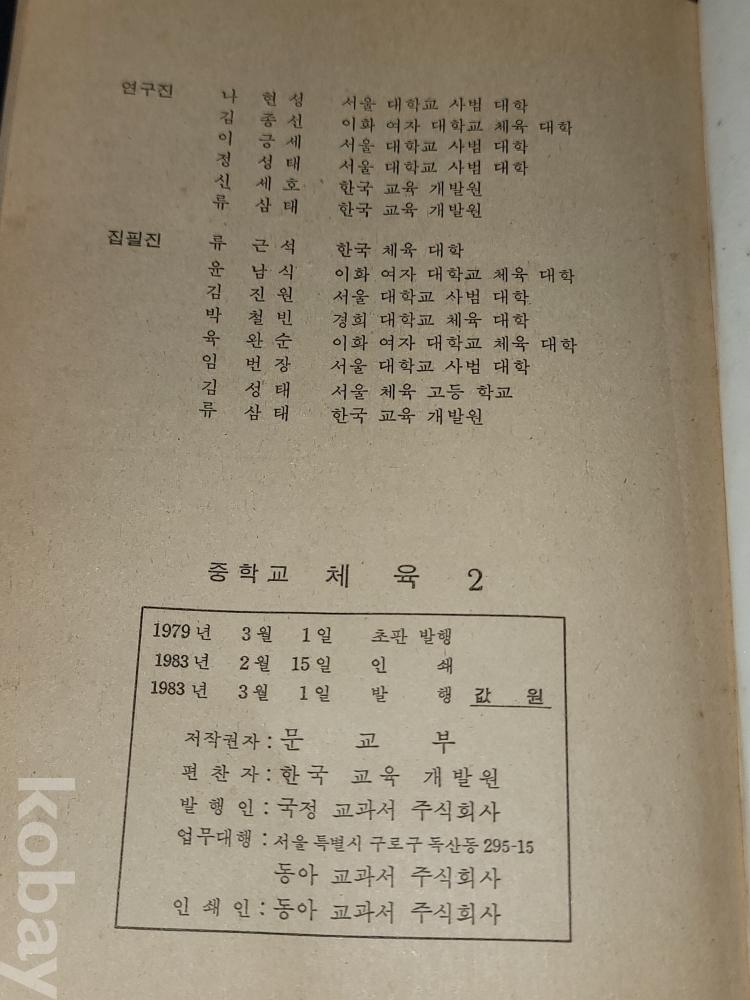 연구진 나 현 성 서울 대학교 사범 대학
김 종 선 이화 여자 대학교 체육 대학
이 긍 세 서울 대학교 사범 대학
정 성 태 서울 대학교 사범 대학
신 세 호 한국 교육 개발원
류 삼 태 한국 교육 개발원
집필진 류 근 석 한국 체육 대학
윤 남 식 이화 여자 대학교 체육 대학
김 진 원 서울 대학교 사범 대학
박 철 빈 경희 대학교 체육 대학
육 완 순 이화 여자 대학교 체육 대학
임 번 장 서울 대학교 사범 대학
김 성 태 서울 체육 고등 학교
류 삼 태 한국 교육 개발원
중학교 체 육 2
1979년 3월 1일 초판 발행
1983년 2월 15일 인 쇄
1983년 3월 1일 발 행 값 원
저작권자 : 문 교 부
편 찬 자 : 한국 교육 개발원
발 행 인 : 국정 교과서 주식회사
업무대행 : 서울 특별시 구로구 독산동 295-15
동아 교과서 주식회사
인 쇄 인 : 동아 교과서 주식회사
kobay